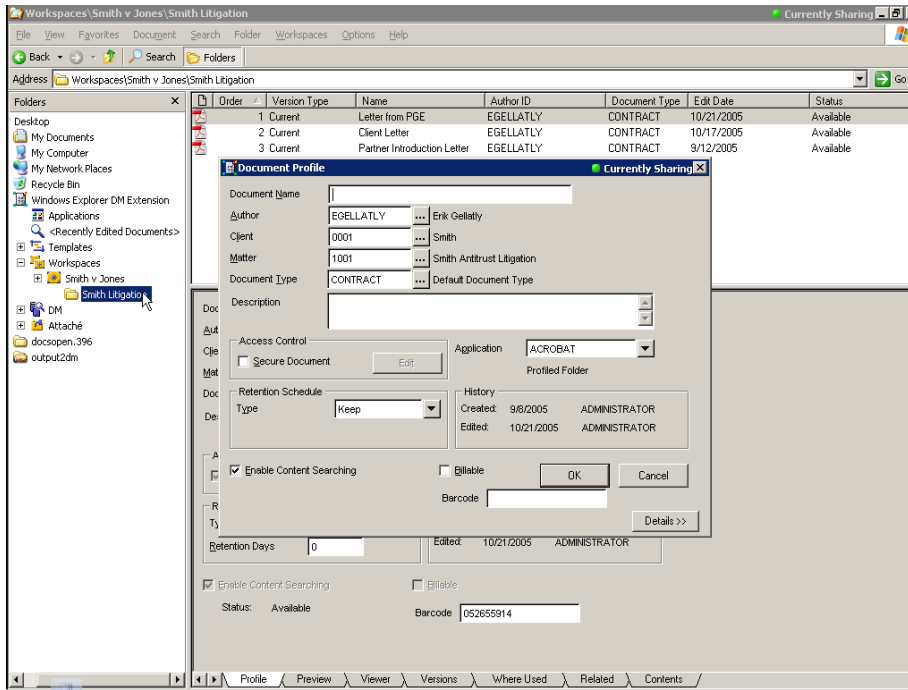 Workspaces\Smith v Jones\Smith Litigation Currently Sharing
File View Favorites Document Search Folder Workspaces Options Help
Back Search Folders
Address Workspaces\Smith v Jones\Smith Litigation Go
Folders x
Desktop
My Documents
My Computer
My Network Places
Recycle Bin
Windows Explorer DM Extension
Applications
<Recently Edited Documents>
Templates
Workspaces
Smith v Jones
Smith Litigation
DM
Attaché
docsopen.396
output2dm
Order Version Type Name Author ID Document Type Edit Date Status
1 Current Letter from PGE EGELLATLY CONTRACT 10/21/2005 Available
2 Current Client Letter EGELLATLY CONTRACT 10/17/2005 Available
3 Current Partner Introduction Letter EGELLATLY CONTRACT 9/12/2005 Available
Document Profile Currently Sharing
Document Name
Author EGELLATLY ... Erik Gellatly
Client 0001 ... Smith
Matter 1001 ... Smith Antitrust Litigation
Document Type CONTRACT ... Default Document Type
Description
Access Control
Secure Document Edit
Application ACROBAT
Profiled Folder
Retention Schedule
Type Keep
History
Created: 9/8/2005 ADMINISTRATOR
Edited: 10/21/2005 ADMINISTRATOR
Enable Content Searching Billable OK Cancel
Barcode
Details >>
Doc
Aut
Clie
Mat
Doc
De
A
R
Ty
Retention Days 0 Edited: 10/21/2005 ADMINISTRATOR
Enable Content Searching Billable
Status: Available Barcode 052655914
Profile Preview Viewer Versions Where Used Related Contents